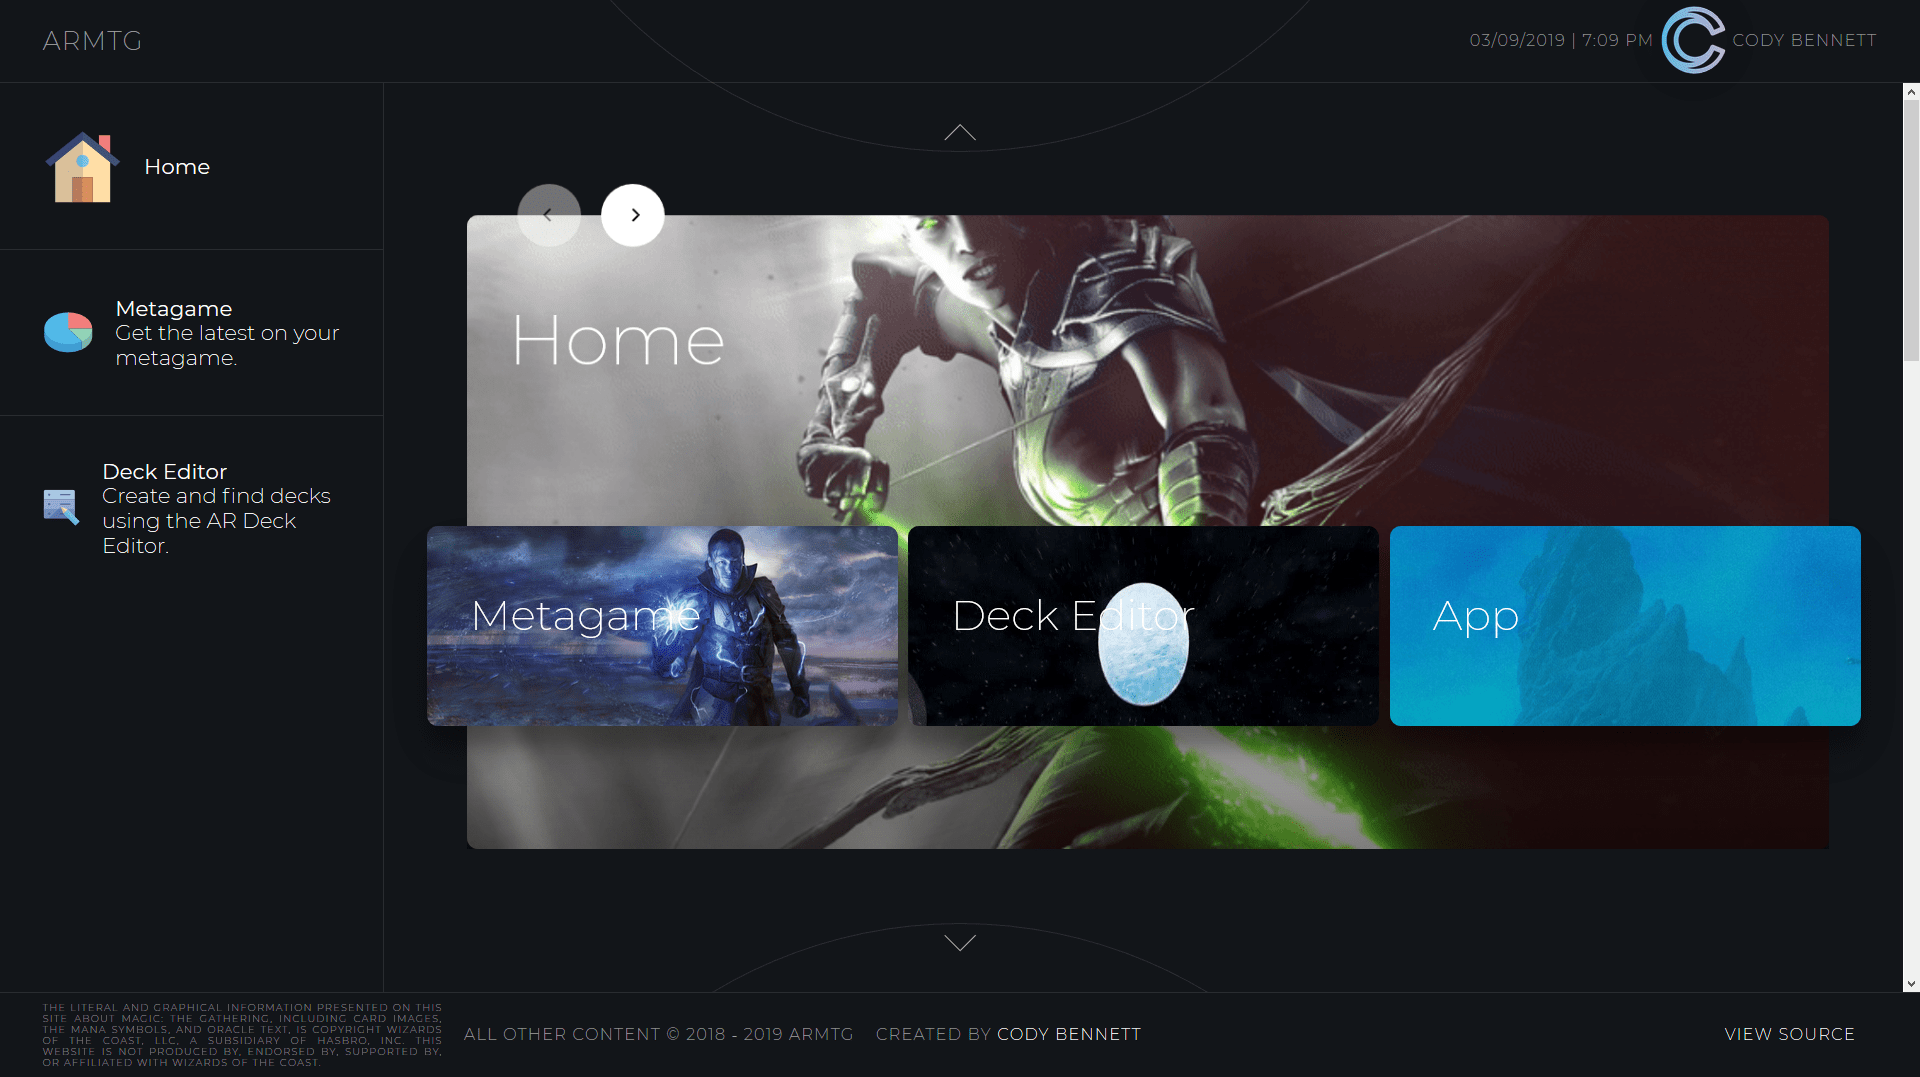 ARMTG
03/09/2019 | 7:09 PM
CODY BENNETT
Home
Metagame
Get the latest on your
metagame.
Deck Editor
Create and find decks
using the AR Deck
Editor.
Home
Metagame
Deck Editor
App
THE LITERAL AND GRAPHICAL INFORMATION PRESENTED ON THIS
SITE ABOUT MAGIC: THE GATHERING, INCLUDING CARD IMAGES,
THE MANA SYMBOLS, AND ORACLE TEXT, IS COPYRIGHT WIZARDS
OF THE COAST, LLC, A SUBSIDIARY OF HASBRO, INC. THIS
WEBSITE IS NOT PRODUCED BY, ENDORSED BY, SUPPORTED BY,
OR AFFILIATED WITH WIZARDS OF THE COAST.
ALL OTHER CONTENT © 2018 - 2019 ARMTG
CREATED BY CODY BENNETT
VIEW SOURCE